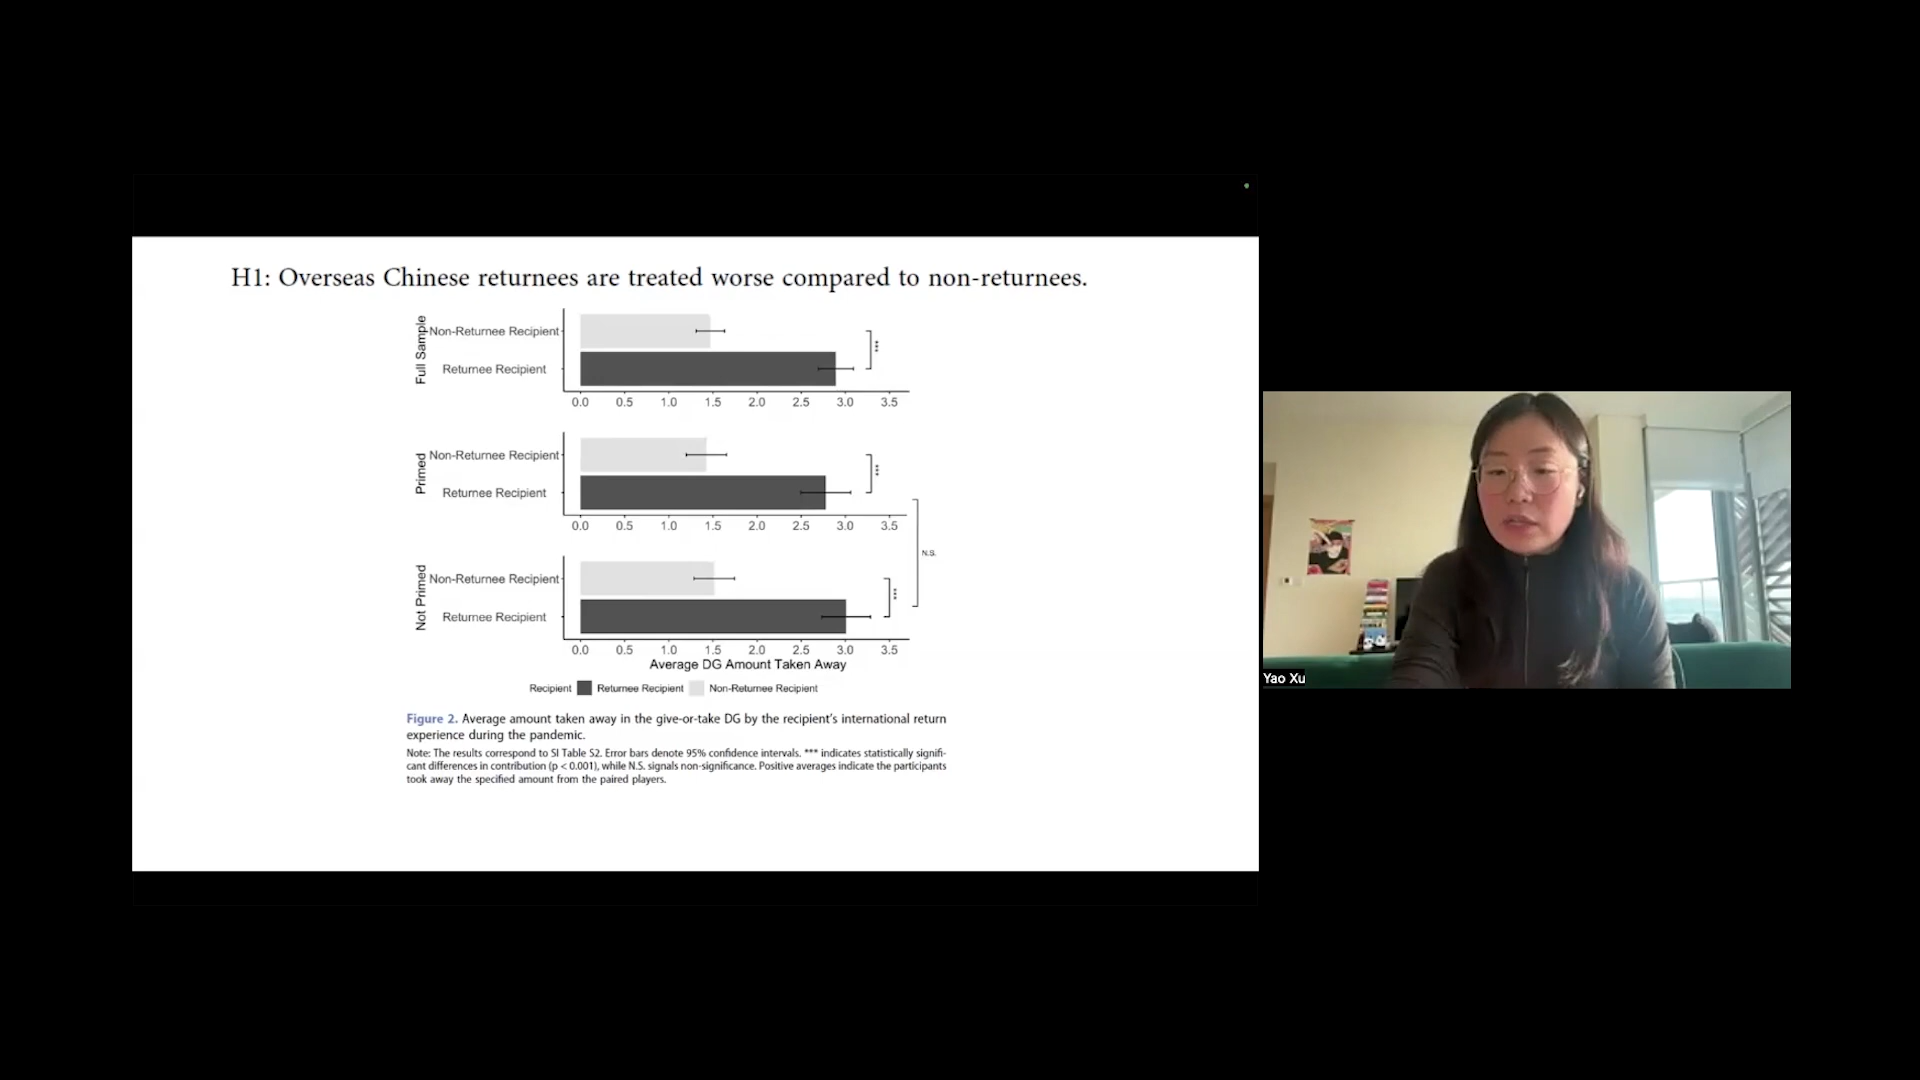 H1: Overseas Chinese returnees are treated worse compared to non-returnees.
Full Sample
Non-Returnee Recipient
Returnee Recipient
***
0.0 0.5 1.0 1.5 2.0 2.5 3.0 3.5
Primed
Non-Returnee Recipient
Returnee Recipient
***
0.0 0.5 1.0 1.5 2.0 2.5 3.0 3.5
N.S.
Not Primed
Non-Returnee Recipient
Returnee Recipient
***
0.0 0.5 1.0 1.5 2.0 2.5 3.0 3.5
Average DG Amount Taken Away
Recipient Returnee Recipient Non-Returnee Recipient
Figure 2. Average amount taken away in the give-or-take DG by the recipient's international return
experience during the pandemic.
Note: The results correspond to SI Table S2. Error bars denote 95% confidence intervals. *** indicates statistically signifi-
cant differences in contribution (p < 0.001), while N.S. signals non-significance. Positive averages indicate the participants
took away the specified amount from the paired players.
Yao Xu